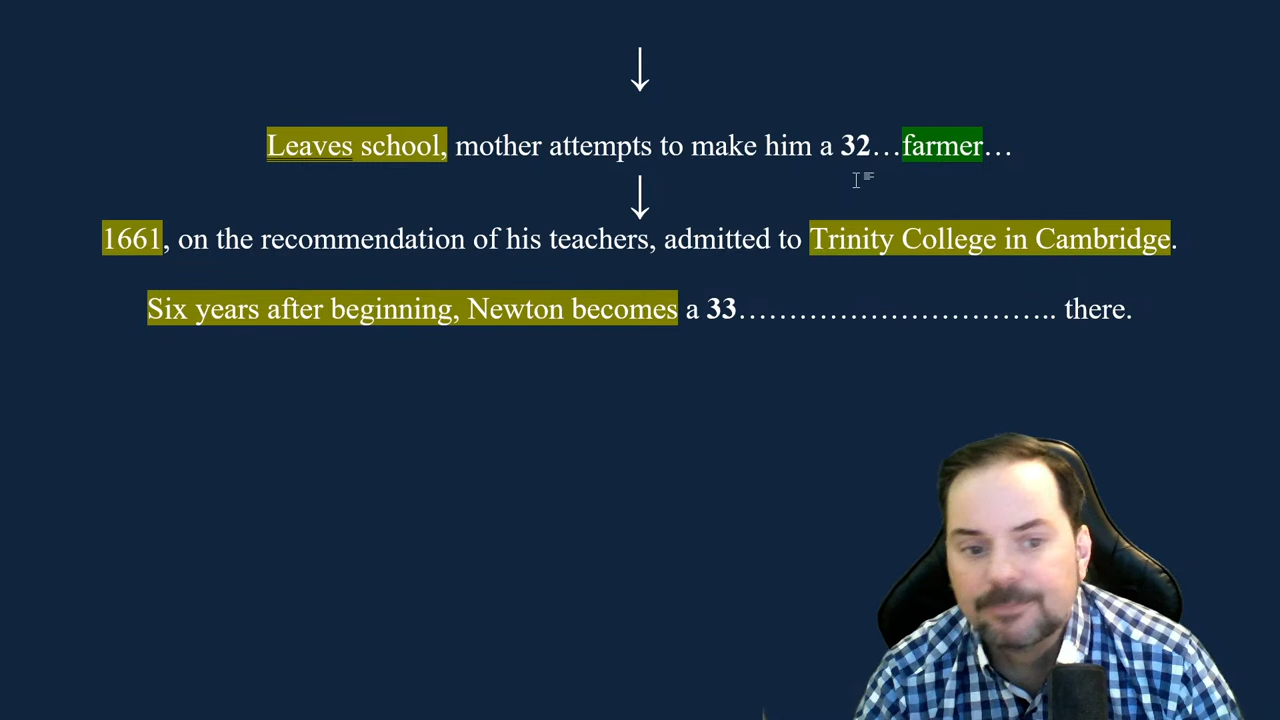 ↓
Leaves school, mother attempts to make him a 32…farmer…
↓
1661, on the recommendation of his teachers, admitted to Trinity College in Cambridge.
Six years after beginning, Newton becomes a 33………………………….. there.